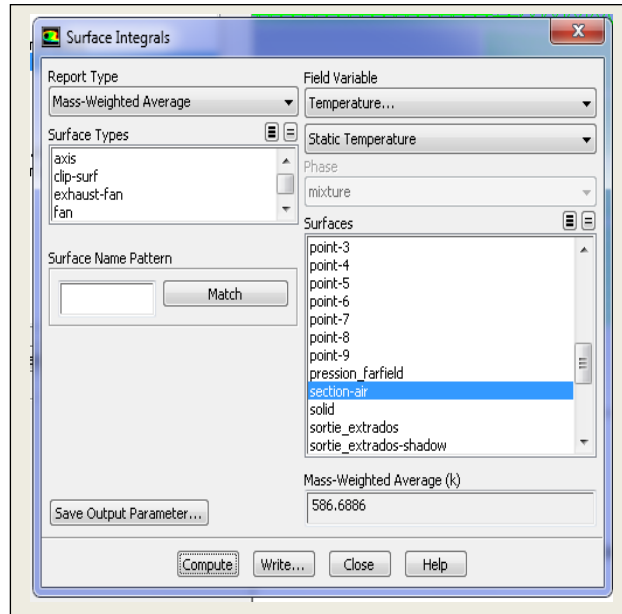 Surface Integrals
X
Report Type
Mass-Weighted Average
Surface Types
axis
clip-surf
exhaust-fan
fan
Surface Name Pattern
Match
Save Output Parameter...
Field Variable
Temperature...
Static Temperature
Phase
mixture
Surfaces
point-3
point-4
point-5
point-6
point-7
point-8
point-9
pression_farfield
section-air
solid
sortie_extrados
sortie_extrados-shadow
Mass-Weighted Average (k)
586.6886
Compute Write... Close Help